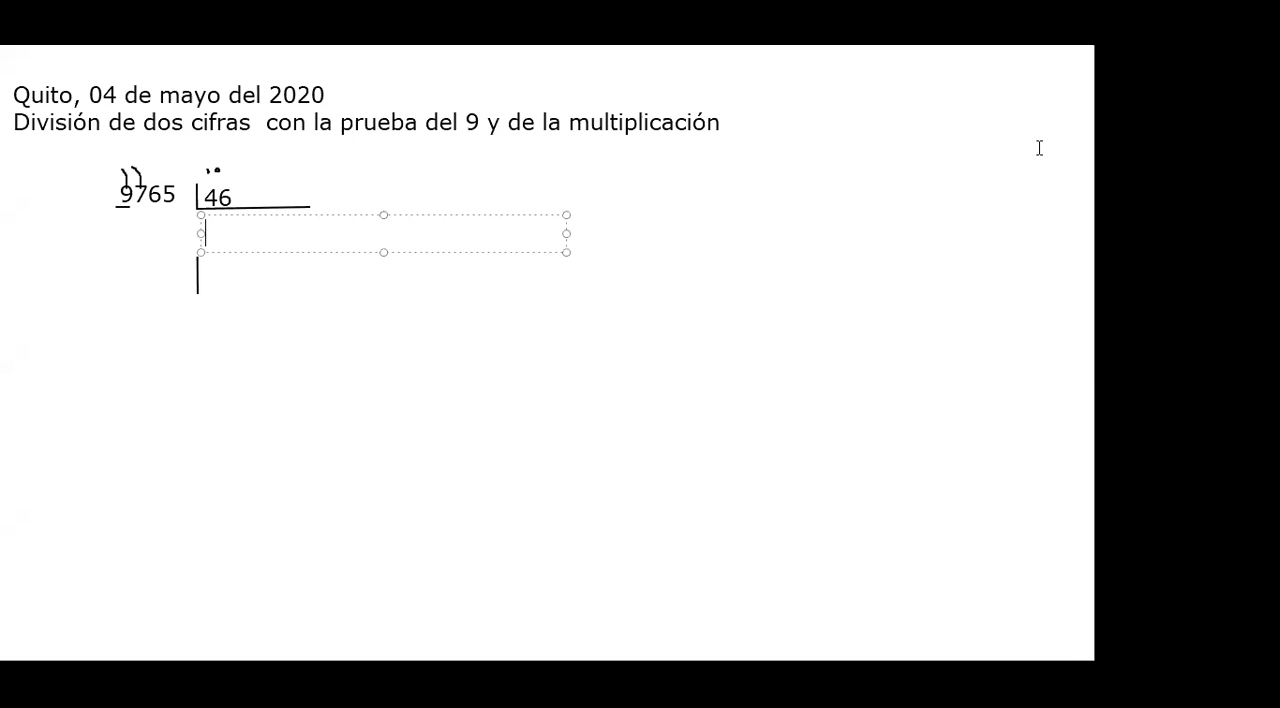 Quito, 04 de mayo del 2020
División de dos cifras  con la prueba del 9 y de la multiplicación
9765 46